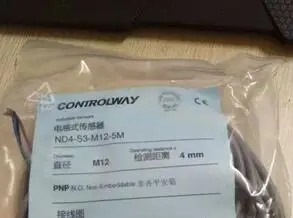 CONTROLWAY
CE
Inductive Sensors
电感式传感器
ND4-S3-M12-5M
Diameter
直径 M12
Operating distance
检测距离 4 mm
PNP N.O. Non-Embeddable 非齐平安装
接线图